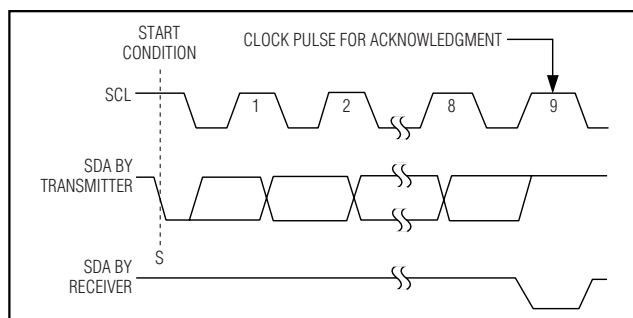 START
CONDITION
CLOCK PULSE FOR ACKNOWLEDGMENT
SCL
1
2
8
9
SDA BY
TRANSMITTER
S
SDA BY
RECEIVER